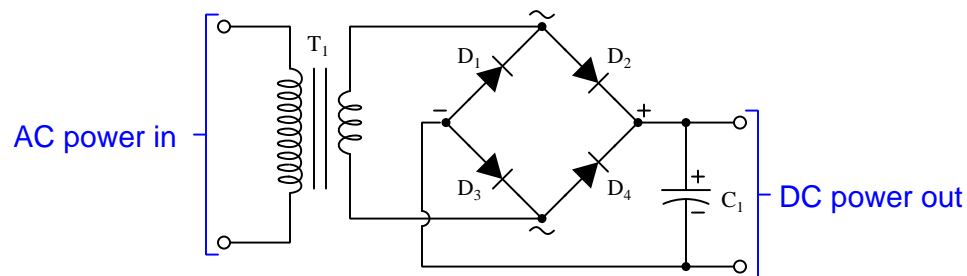 AC power in
T1
~
D1
D2
−
+
D3
D4
~
+
−
C1
DC power out